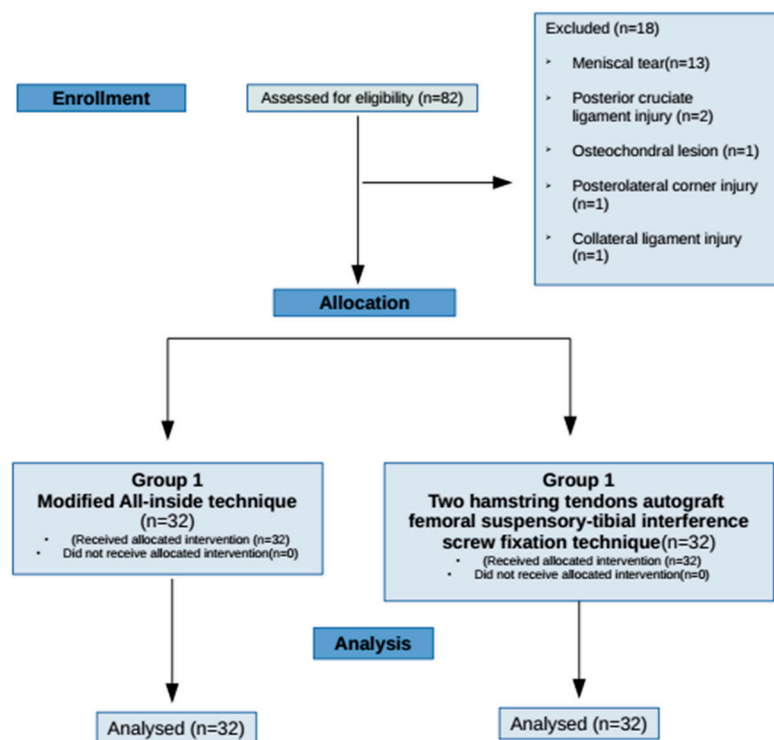 Enrollment
Assessed for eligibility (n=82)
Excluded (n=18)
➤ Meniscal tear(n=13)
➤ Posterior cruciate
ligament injury (n=2)
➤ Osteochondral lesion (n=1)
➤ Posterolateral corner injury
(n=1)
➤ Collateral ligament injury
(n=1)
Allocation
Group 1
Modified All-inside technique
(n=32)
▪ (Received allocated intervention (n=32)
▪ Did not receive allocated intervention(n=0)
Group 1
Two hamstring tendons autograft
femoral suspensory-tibial interference
screw fixation technique(n=32)
▪ (Received allocated intervention (n=32)
▪ Did not receive allocated intervention(n=0)
Analysis
Analysed (n=32)
Analysed (n=32)